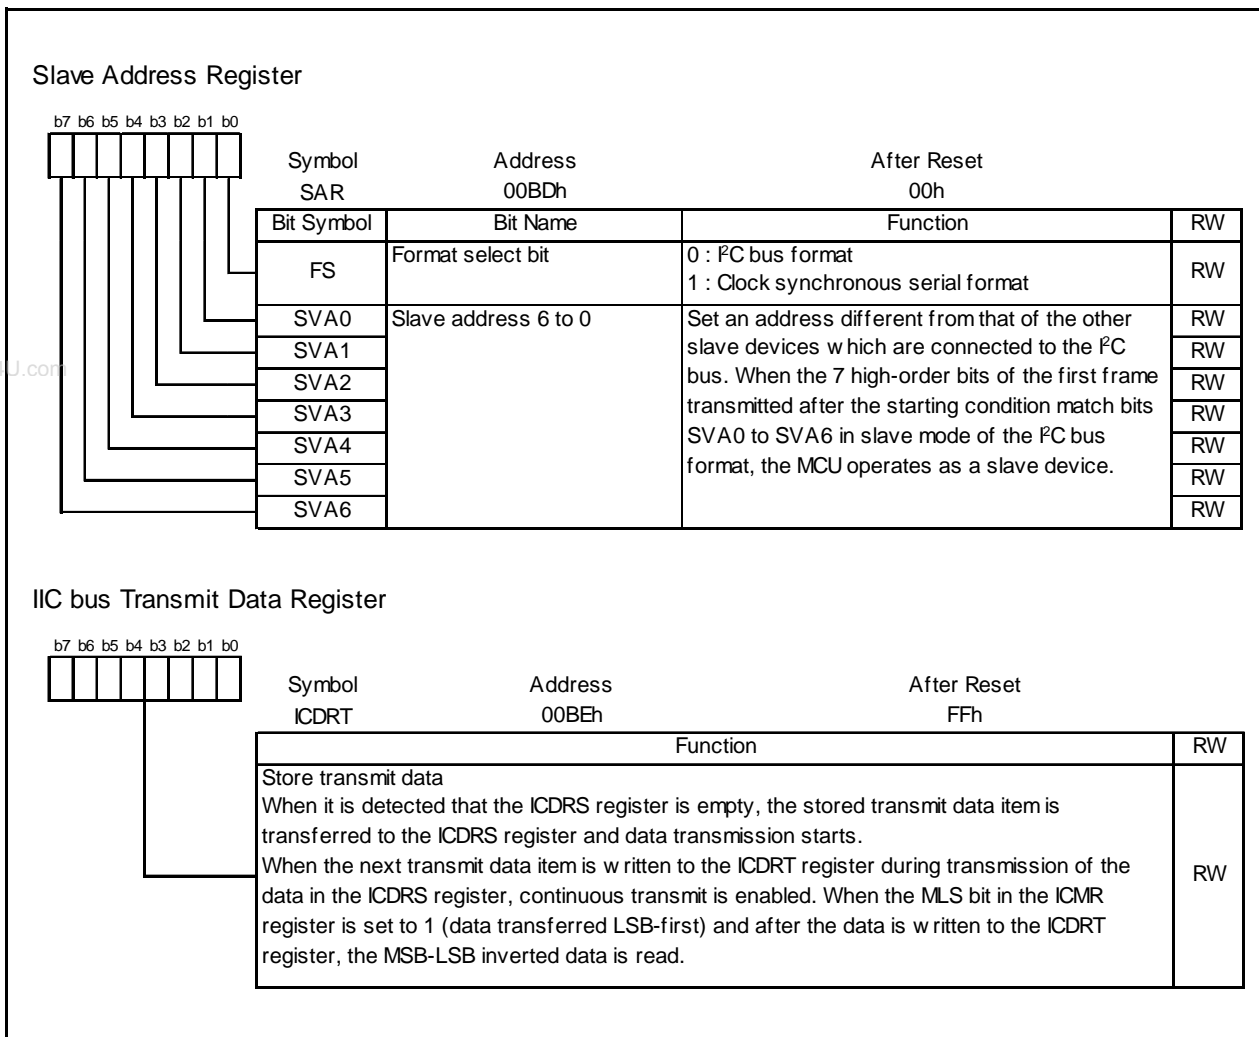 Slave Address Register
b7 b6 b5 b4 b3 b2 b1 b0
Symbol Address After Reset
SAR 00BDh 00h
Bit Symbol Bit Name Function RW
FS Format select bit 0 : I²C bus format RW
1 : Clock synchronous serial format
SVA0 Slave address 6 to 0 Set an address different from that of the other RW
SVA1 slave devices which are connected to the I²C RW
SVA2 bus. When the 7 high-order bits of the first frame RW
SVA3 transmitted after the starting condition match bits RW
SVA4 SVA0 to SVA6 in slave mode of the I²C bus RW
SVA5 format, the MCU operates as a slave device. RW
SVA6 RW
U.com
IIC bus Transmit Data Register
b7 b6 b5 b4 b3 b2 b1 b0
Symbol Address After Reset
ICDRT 00BEh FFh
Function RW
Store transmit data
When it is detected that the ICDRS register is empty, the stored transmit data item is
transferred to the ICDRS register and data transmission starts.
When the next transmit data item is written to the ICDRT register during transmission of the RW
data in the ICDRS register, continuous transmit is enabled. When the MLS bit in the ICMR
register is set to 1 (data transferred LSB-first) and after the data is written to the ICDRT
register, the MSB-LSB inverted data is read.